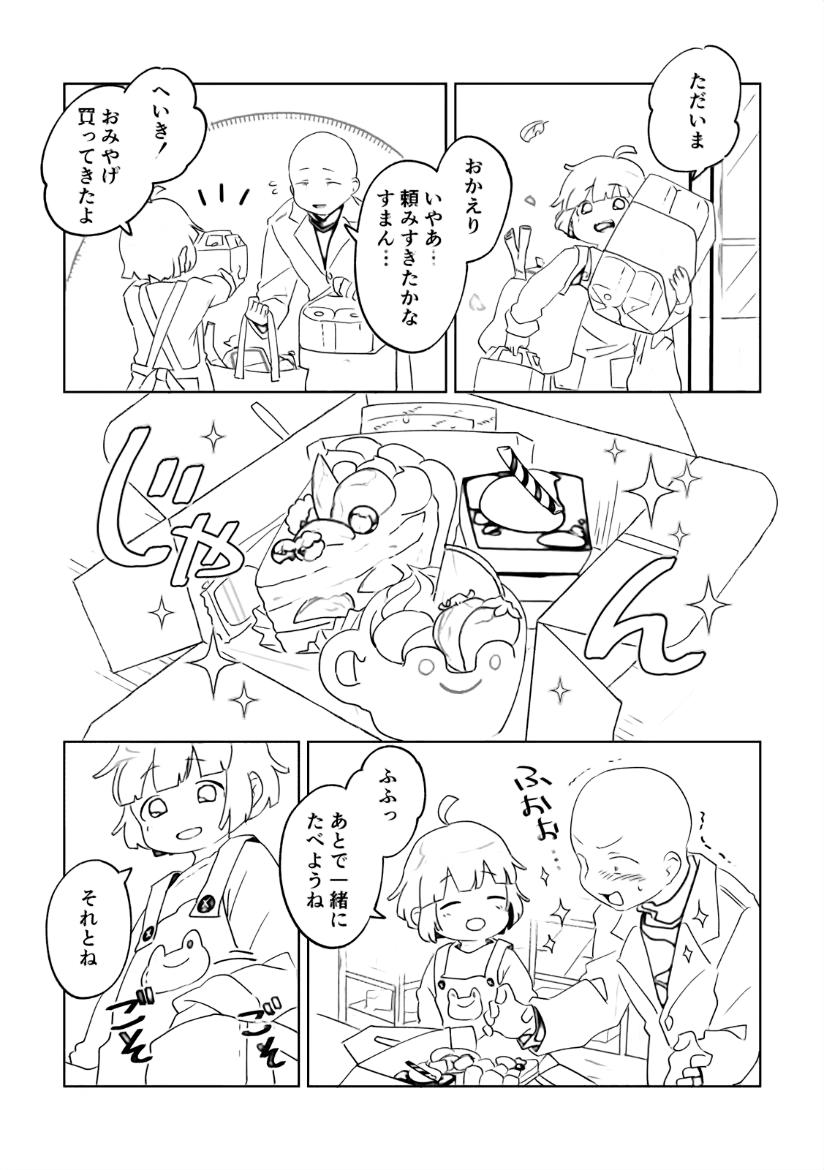 ただいま
おかえり
いやあ…
頼みすぎたかな
すまん…
へいき！
おみやげ
買ってきたよ
じゃん
ふおお…
ふふっ
あとで一緒に
たべようね
それとね
ごそ
ごそ